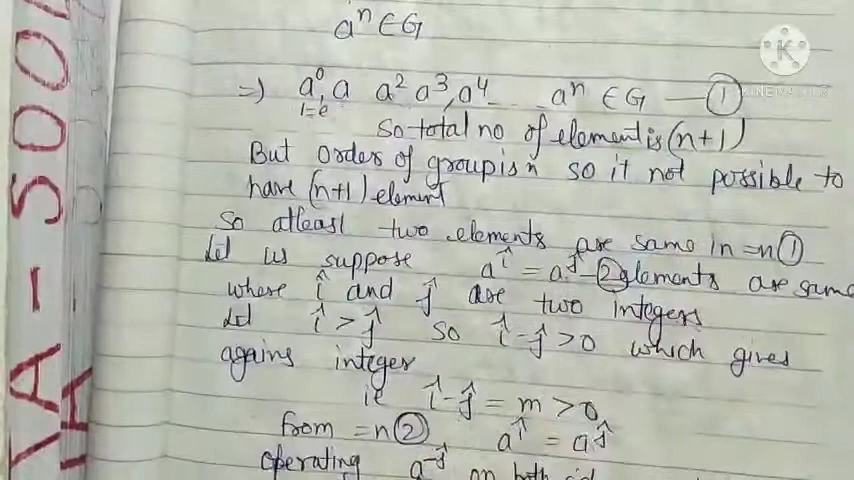 aⁿ ∈ G
=) a⁰, a a² a³, a⁴ ... aⁿ ∈ G — ①
1=e
So total no of element is (n+1)
But order of group is n so it not possible to
have (n+1) element
So atleast two elements are same in =n ①
Let us suppose aⁱ = aʲ — ② elements are same
where i and j are two integers
Let i > j so i-j > 0 which gives
agains integer
ie i-j = m > 0
from =n ② aⁱ = aʲ
operating a⁻ʲ on both sid
K
KINEMASTER